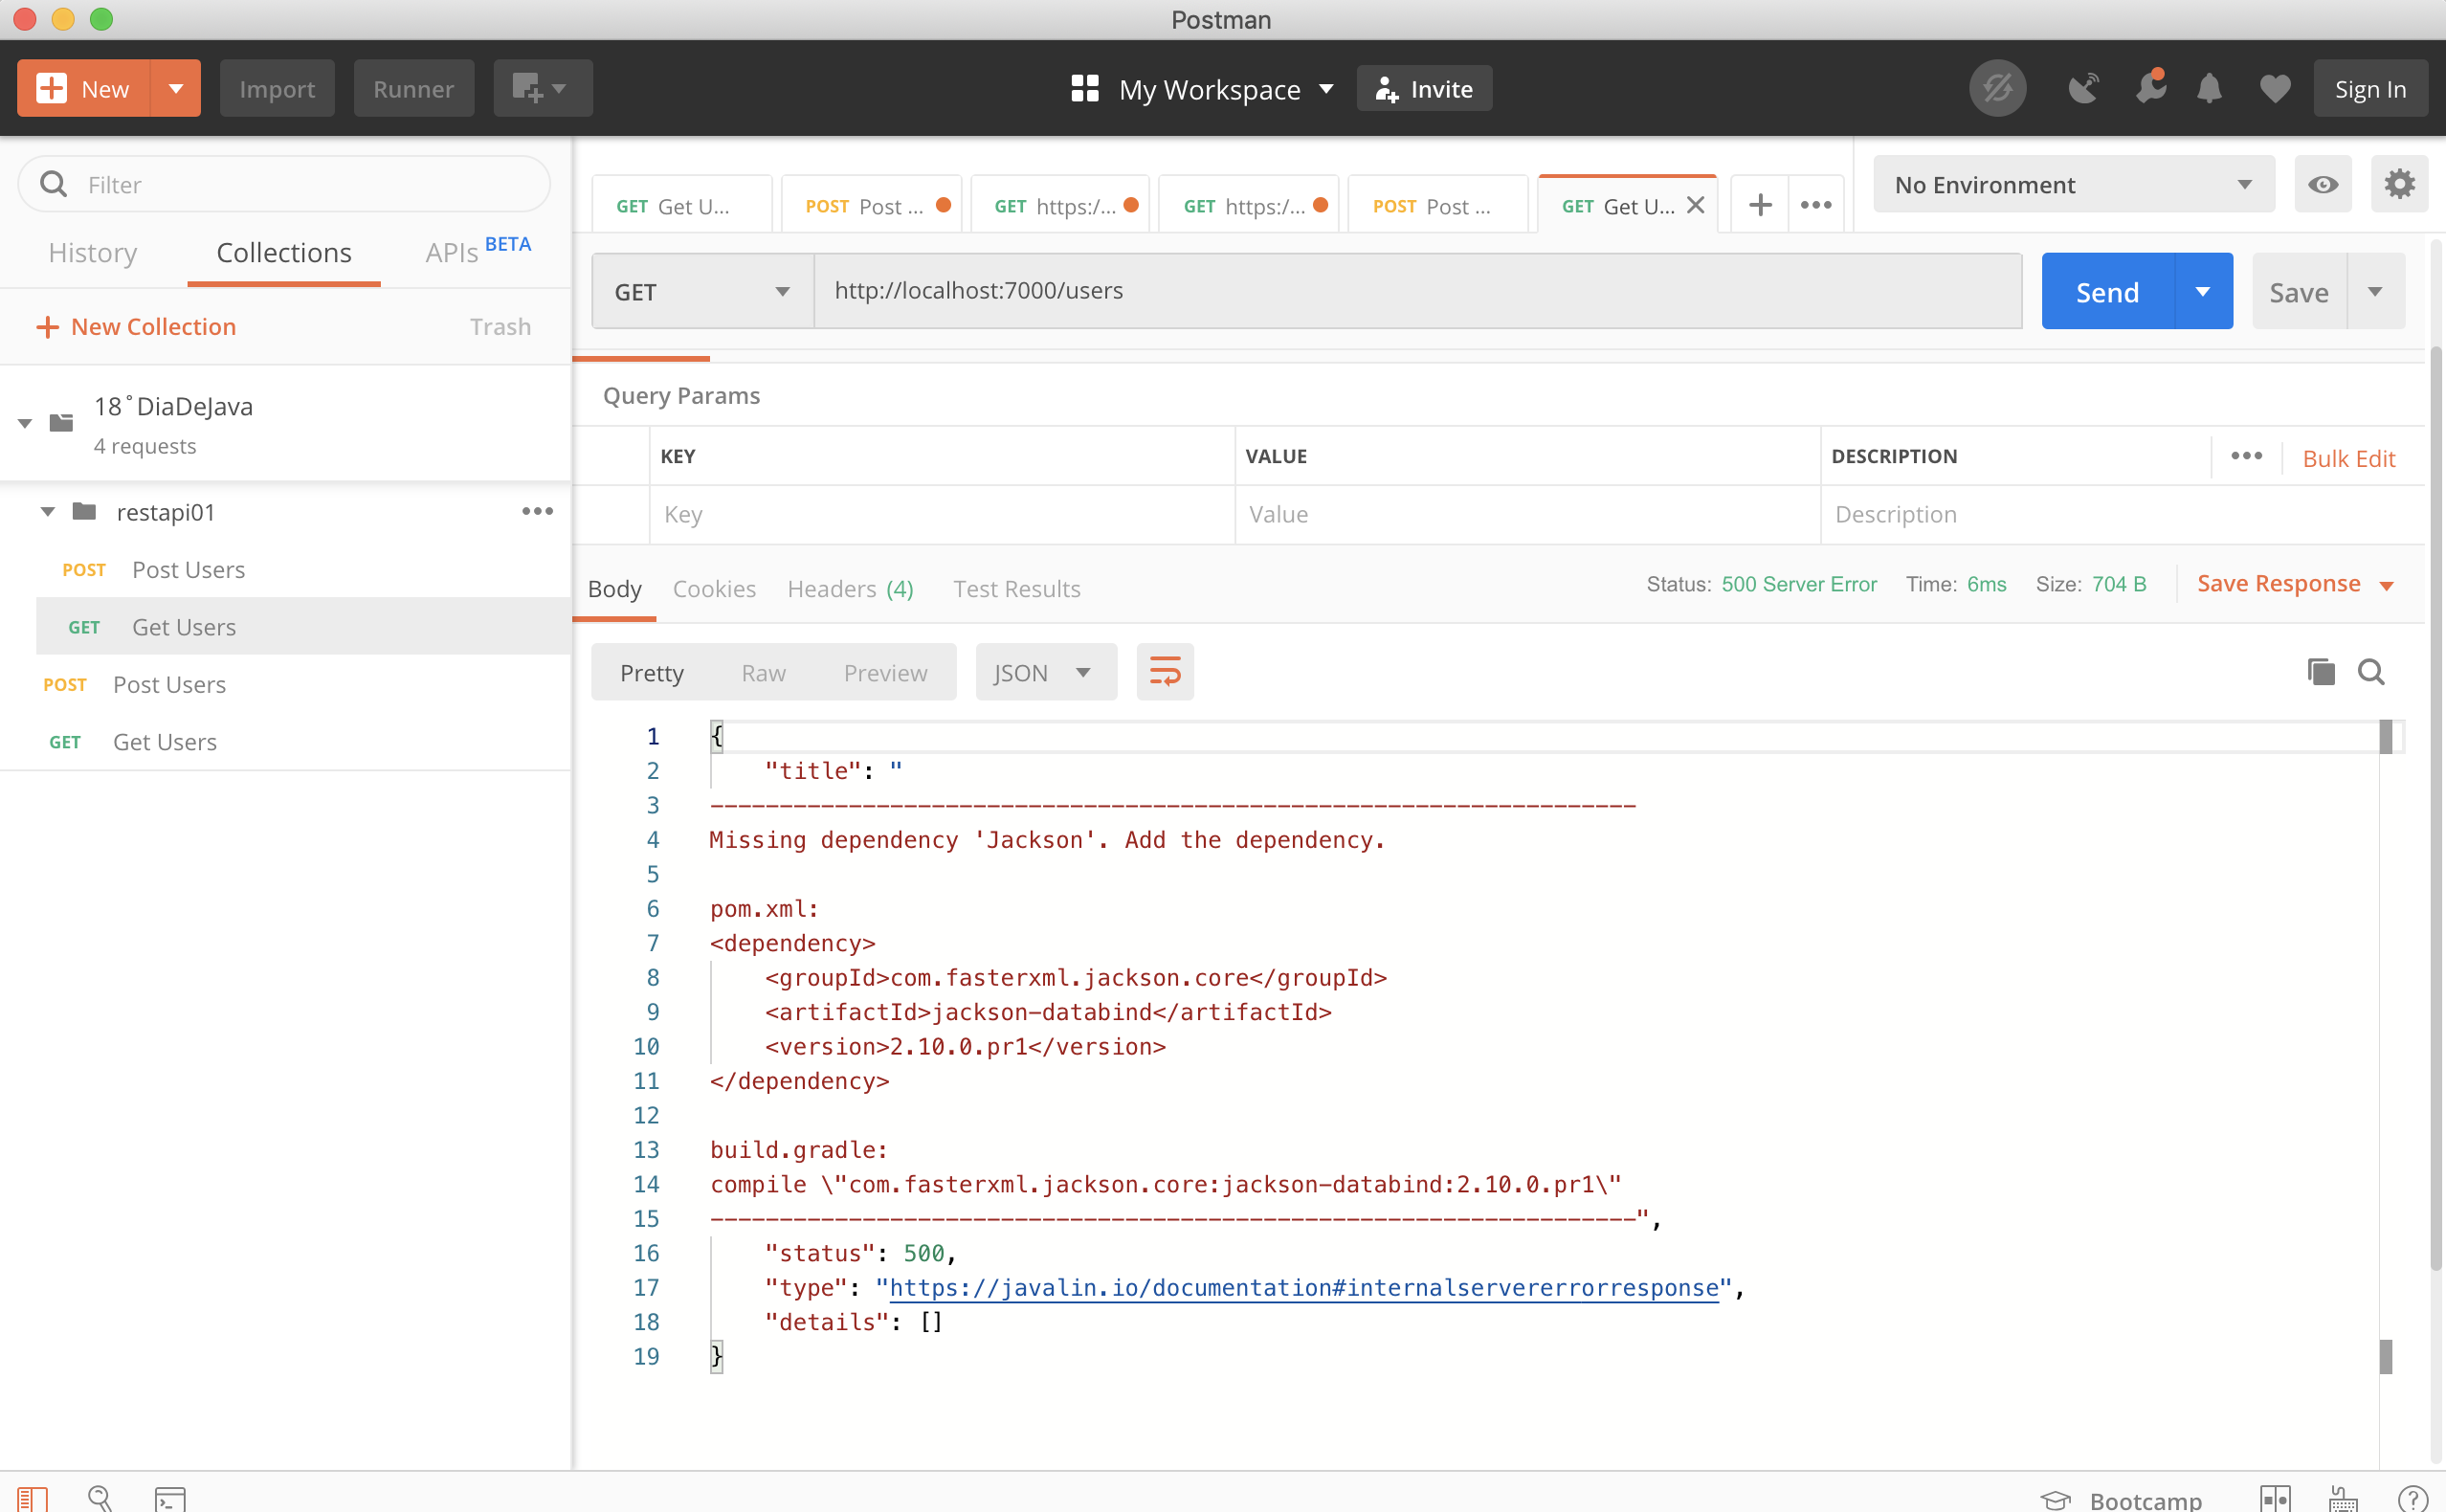 Postman
New
Import
Runner
My Workspace
Invite
Sign In
Filter
History
Collections
APIs BETA
New Collection
Trash
18°DiaDeJava
4 requests
restapi01
POST Post Users
GET Get Users
POST Post Users
GET Get Users
GET Get U...
POST Post ...
GET https:/...
GET https:/...
POST Post ...
GET Get U...
No Environment
GET
http://localhost:7000/users
Send
Save
Query Params
KEY VALUE DESCRIPTION Bulk Edit
Key Value Description
Body Cookies Headers (4) Test Results
Status: 500 Server Error Time: 6ms Size: 704 B Save Response
Pretty Raw Preview JSON
1 {
2 "title": "
3 -------------------------------------------------------------------
4 Missing dependency 'Jackson'. Add the dependency.
5
6 pom.xml:
7 <dependency>
8 <groupId>com.fasterxml.jackson.core</groupId>
9 <artifactId>jackson-databind</artifactId>
10 <version>2.10.0.pr1</version>
11 </dependency>
12
13 build.gradle:
14 compile \"com.fasterxml.jackson.core:jackson-databind:2.10.0.pr1\"
15 -------------------------------------------------------------------",
16 "status": 500,
17 "type": "https://javalin.io/documentation#internalservererrorresponse",
18 "details": []
19 }
Bootcamp